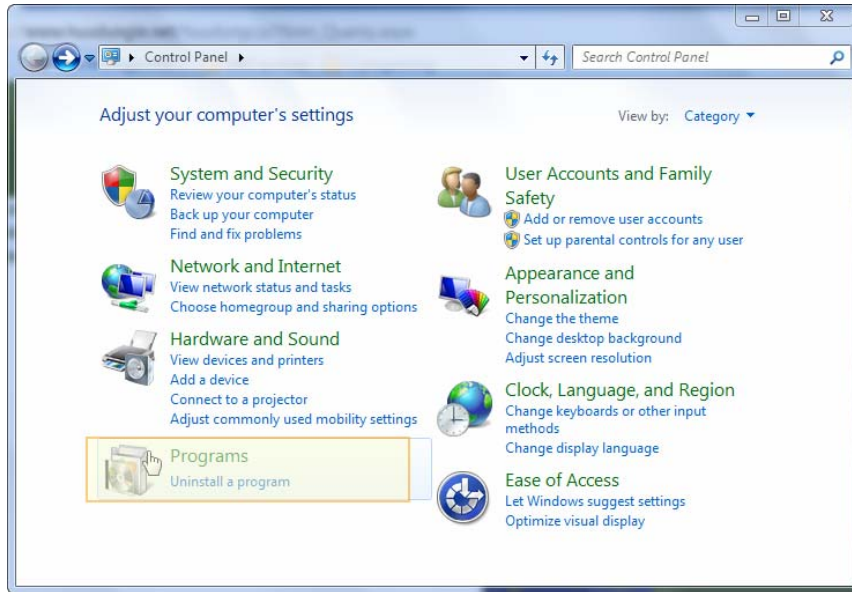 Control Panel
Search Control Panel
Adjust your computer's settings
View by: Category
System and Security
Review your computer's status
Back up your computer
Find and fix problems
Network and Internet
View network status and tasks
Choose homegroup and sharing options
Hardware and Sound
View devices and printers
Add a device
Connect to a projector
Adjust commonly used mobility settings
Programs
Uninstall a program
User Accounts and Family
Safety
Add or remove user accounts
Set up parental controls for any user
Appearance and
Personalization
Change the theme
Change desktop background
Adjust screen resolution
Clock, Language, and Region
Change keyboards or other input
methods
Change display language
Ease of Access
Let Windows suggest settings
Optimize visual display